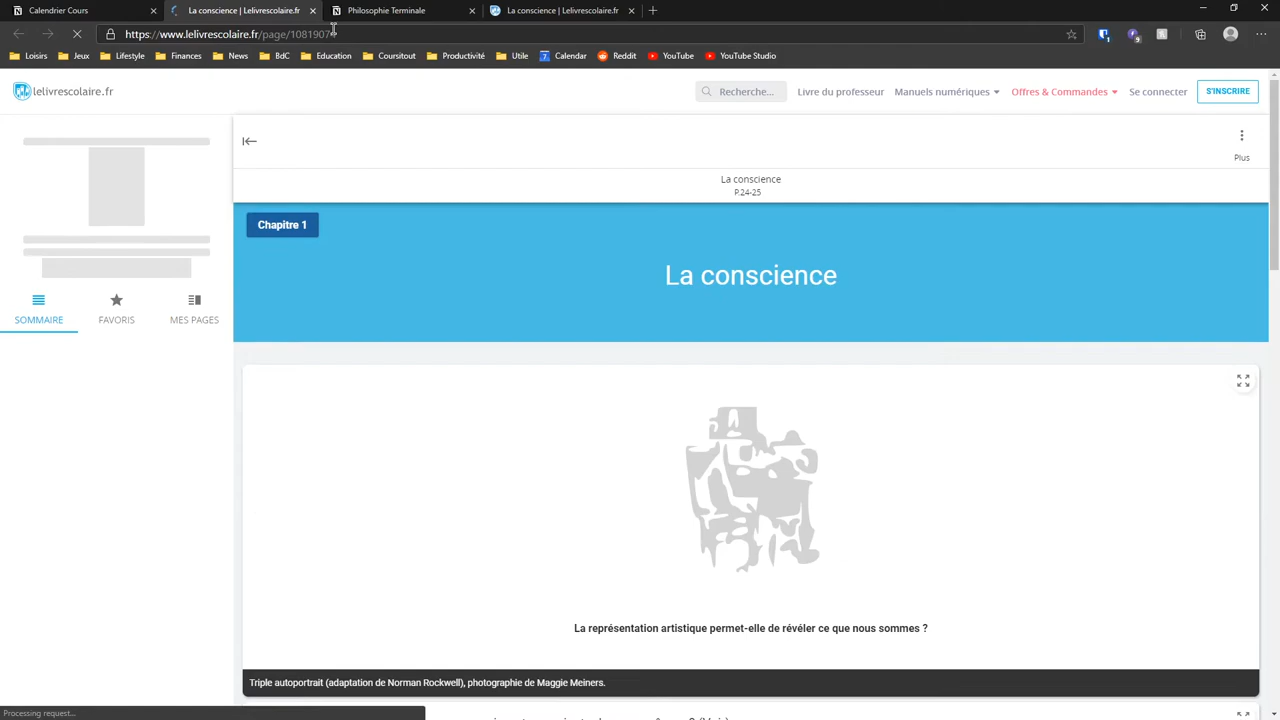 Calendrier Cours
La conscience | Lelivrescolaire.fr
Philosophie Terminale
La conscience | Lelivrescolaire.fr
https://www.lelivrescolaire.fr/page/1081907
Loisirs
Jeux
Lifestyle
Finances
News
BdC
Education
Coursitout
Productivité
Utile
Calendar
Reddit
YouTube
YouTube Studio
lelivrescolaire.fr
Recherche...
Livre du professeur
Manuels numériques
Offres & Commandes
Se connecter
S'INSCRIRE
Plus
La conscience
P.24-25
Chapitre 1
La conscience
SOMMAIRE
FAVORIS
MES PAGES
La représentation artistique permet-elle de révéler ce que nous sommes ?
Triple autoportrait (adaptation de Norman Rockwell), photographie de Maggie Meiners.
Processing request...